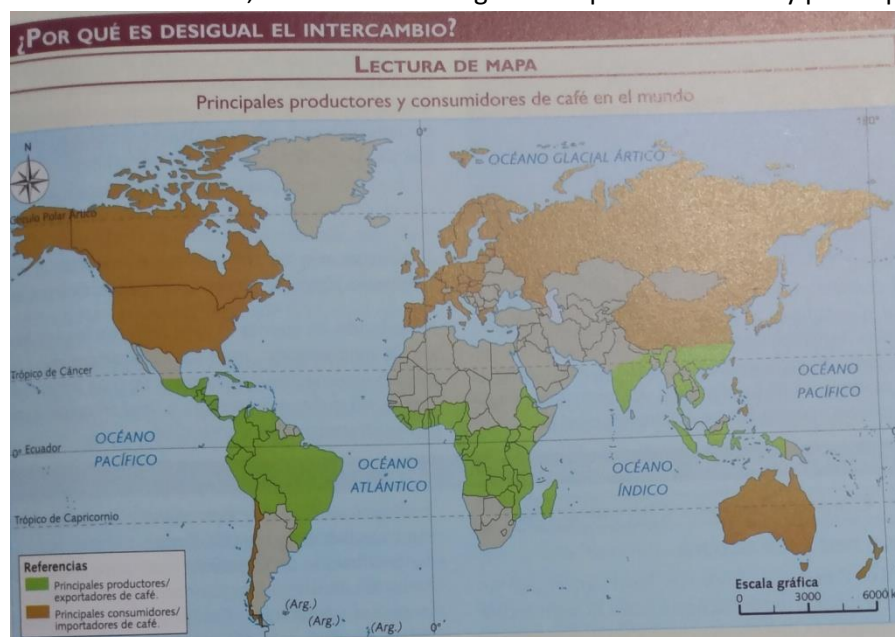 ¿POR QUÉ ES DESIGUAL EL INTERCAMBIO?
LECTURA DE MAPA
Principales productores y consumidores de café en el mundo
N
0°
180°
OCÉANO GLACIAL ÁRTICO
Círculo Polar Ártico
Trópico de Cáncer
OCÉANO
PACÍFICO
0° Ecuador
OCÉANO
PACÍFICO
OCÉANO
ATLÁNTICO
OCÉANO
ÍNDICO
Trópico de Capricornio
Referencias
Principales productores/
exportadores de café.
Principales consumidores/
importadores de café.
(Arg.)
(Arg.)
(Arg.)
0°
Escala gráfica
0 3000 6000